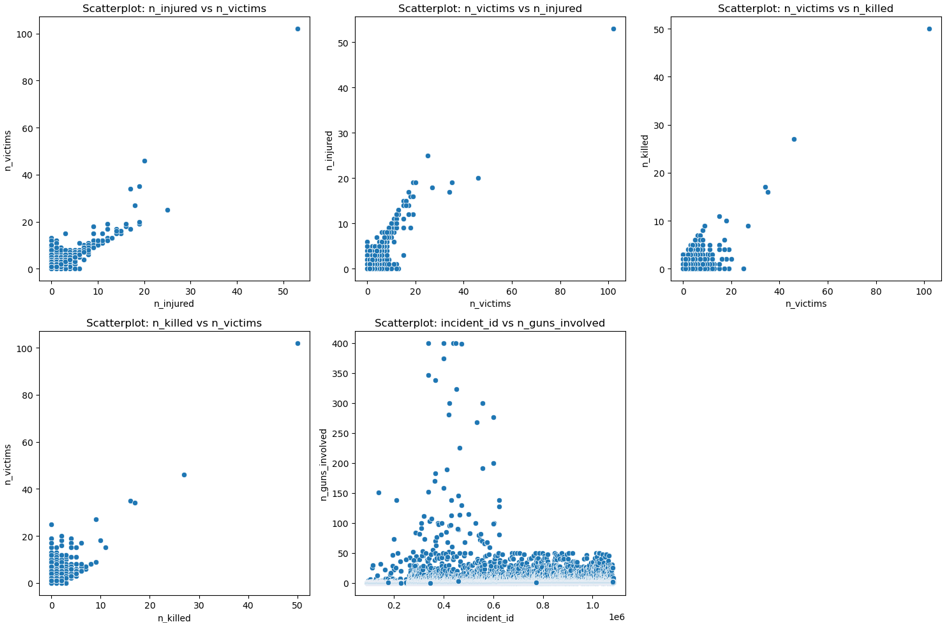 Scatterplot: n_injured vs n_victims
100
80
60
40
20
0
n_victims
0 10 20 30 40 50
n_injured
Scatterplot: n_victims vs n_injured
50
40
30
20
10
0
n_injured
0 20 40 60 80 100
n_victims
Scatterplot: n_victims vs n_killed
50
40
30
20
10
0
n_killed
0 20 40 60 80 100
n_victims
Scatterplot: n_killed vs n_victims
100
80
60
40
20
0
n_victims
0 10 20 30 40 50
n_killed
Scatterplot: incident_id vs n_guns_involved
400
350
300
250
200
150
100
50
0
n_guns_involved
0.2 0.4 0.6 0.8 1.0
1e6
incident_id